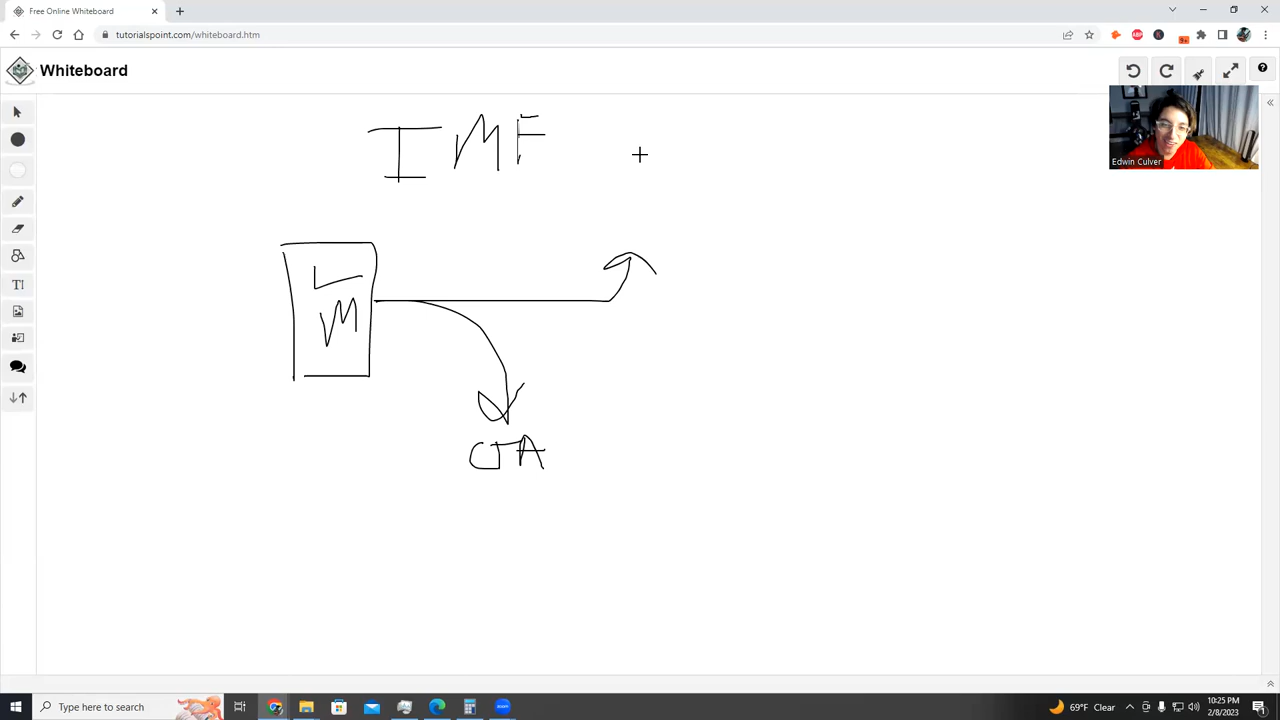 Free Online Whiteboard
tutorialspoint.com/whiteboard.htm
Whiteboard
IMF
LM
CTA
Edwin Culver
Type here to search
69°F Clear
10:25 PM
2/8/2023